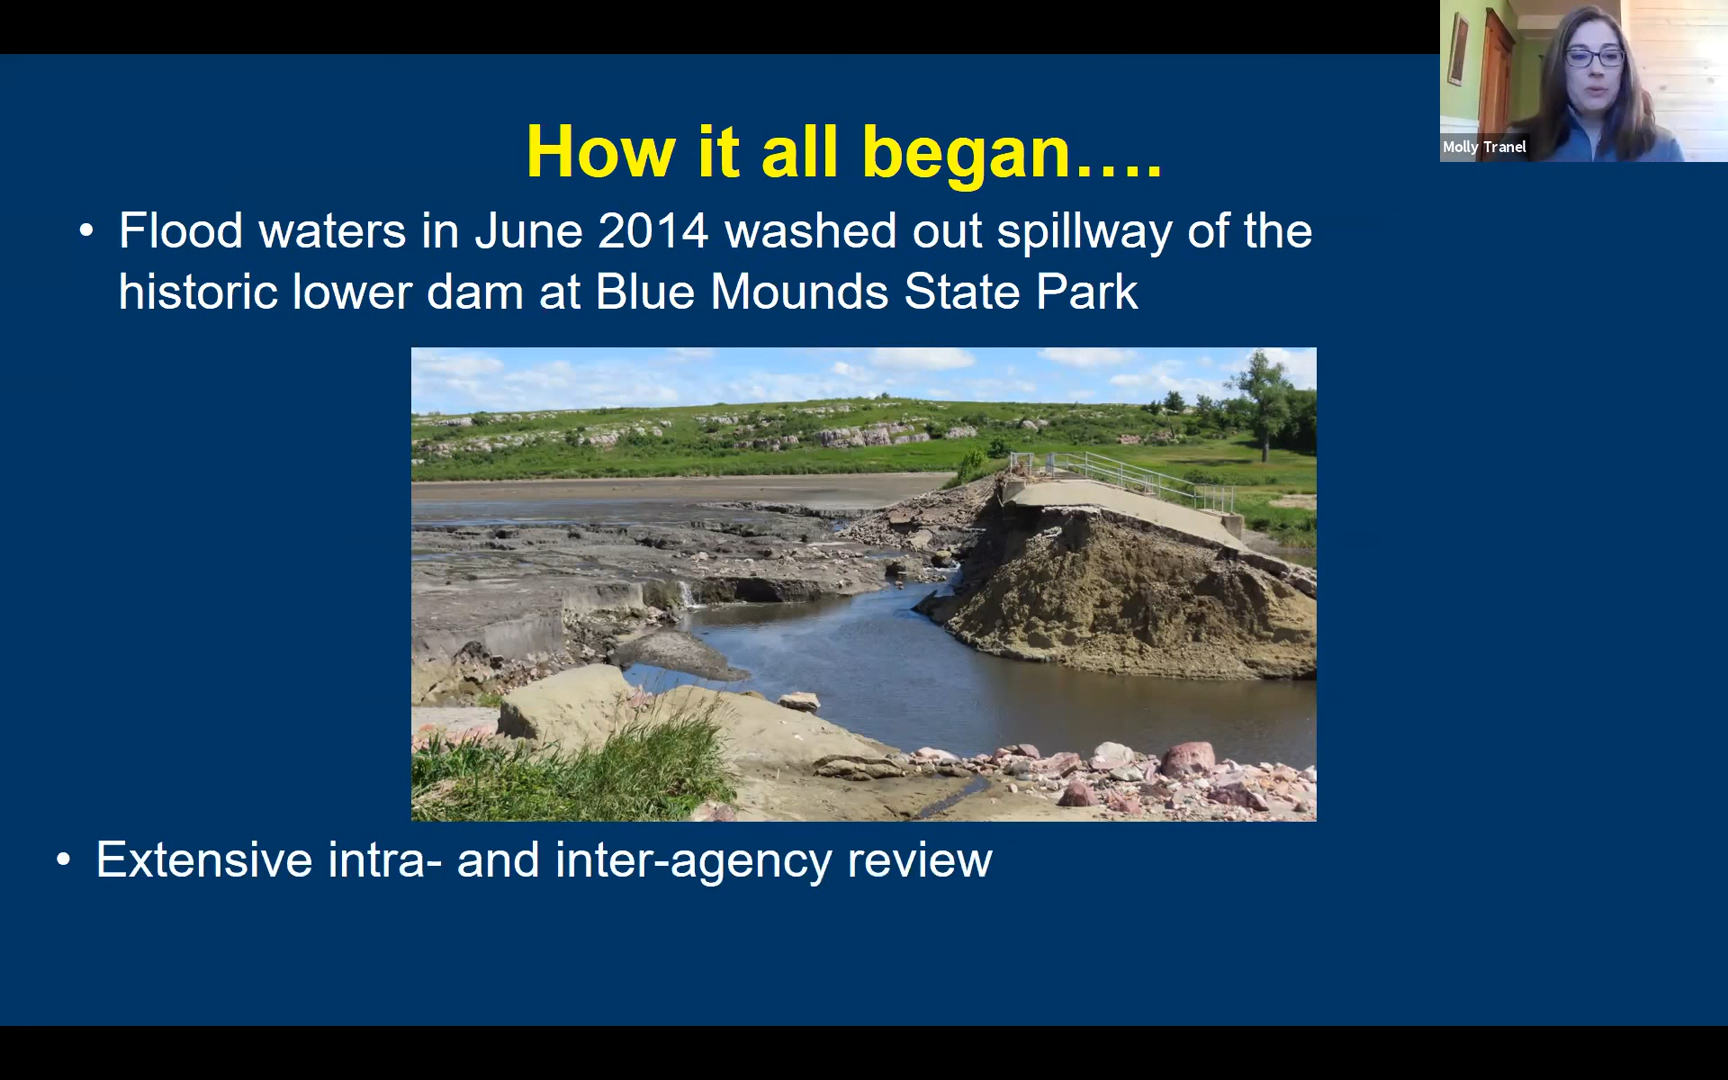 How it all began….
• Flood waters in June 2014 washed out spillway of the
historic lower dam at Blue Mounds State Park
• Extensive intra- and inter-agency review
Molly Tranel